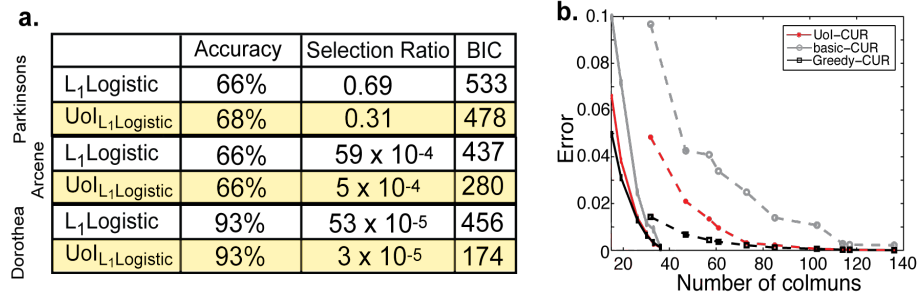 a.
Accuracy Selection Ratio BIC
Parkinsons
L1Logistic 66% 0.69 533
UoIL1Logistic 68% 0.31 478
Arcene
L1Logistic 66% 59 x 10-4 437
UoIL1Logistic 66% 5 x 10-4 280
Dorothea
L1Logistic 93% 53 x 10-5 456
UoIL1Logistic 93% 3 x 10-5 174
b.
0.1
0.08
0.06
0.04
0.02
0
Error
UoI-CUR
basic-CUR
Greedy-CUR
15 20 40 60 80 100 120 140
Number of colmuns